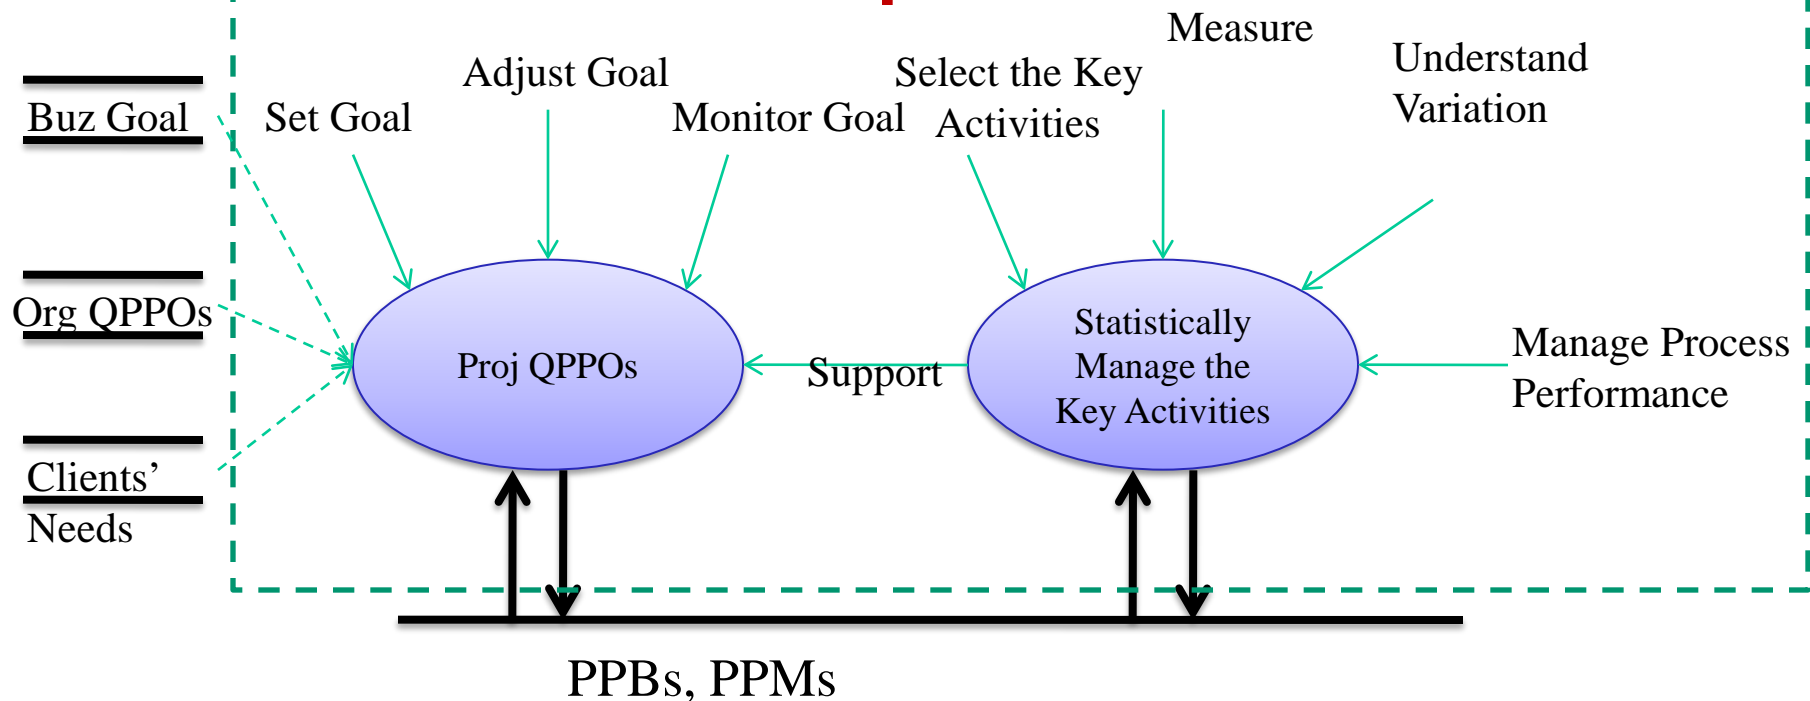 Measure
Adjust Goal
Select the Key
Activities
Understand
Variation
Buz Goal
Set Goal
Monitor Goal
Org QPPOs
Proj QPPOs
Support
Statistically
Manage the
Key Activities
Manage Process
Performance
Clients’
Needs
PPBs, PPMs